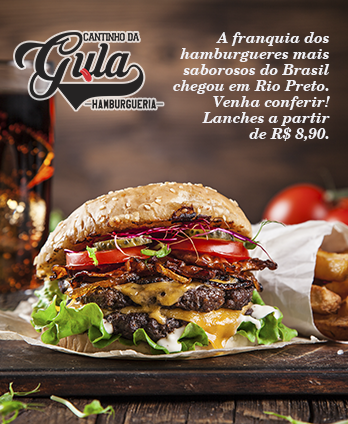 CANTINHO DA
Gula
HAMBURGUERIA
A franquia dos
hamburgueres mais
saborosos do Brasil
chegou em Rio Preto.
Venha conferir!
Lanches a partir
de R$ 8,90.